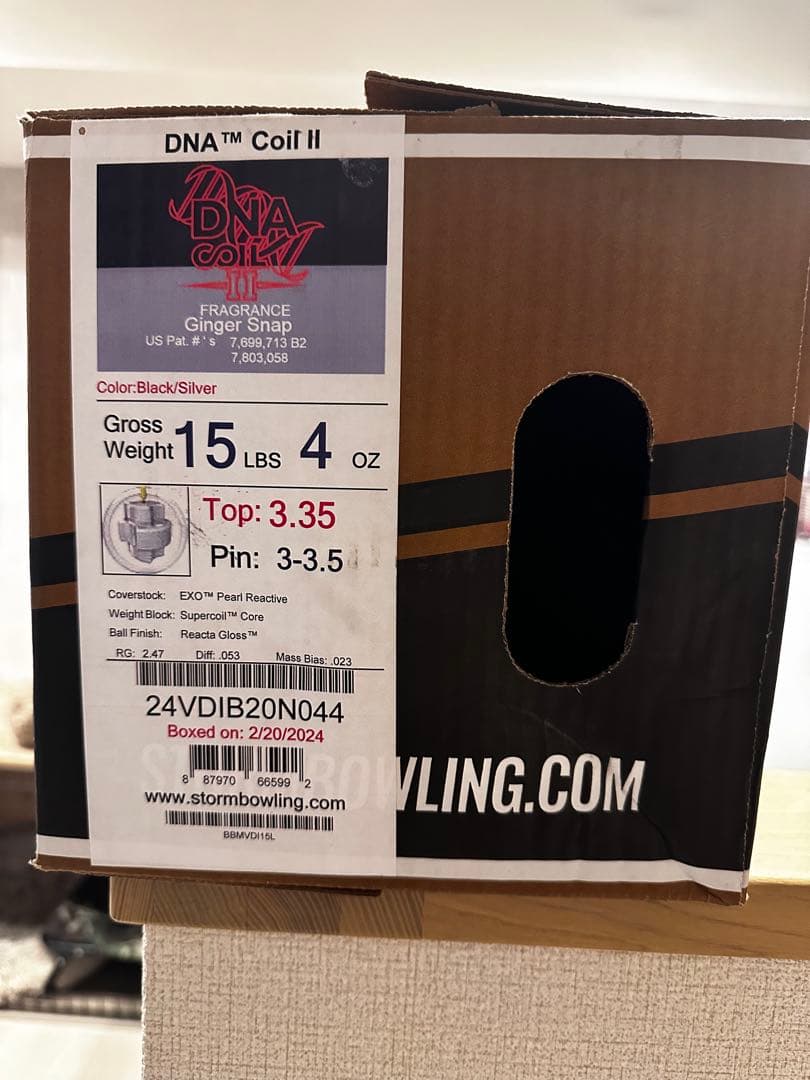 DNA™ Coil II
DNA
COIL
II
FRAGRANCE
Ginger Snap
US Pat. #'s 7,699,713 B2
7,803,058
Color:Black/Silver
Gross Weight 15 LBS 4 OZ
Top: 3.35
Pin: 3-3.5
Coverstock: EXO™ Pearl Reactive
Weight Block: Supercoil™ Core
Ball Finish: Reacta Gloss™
RG: 2.47 Diff: .053 Mass Bias: .023
24VDIB20N044
Boxed on: 2/20/2024
8 87970 66599 2
www.stormbowling.com
BBMVDI15L
STORMBOWLING.COM